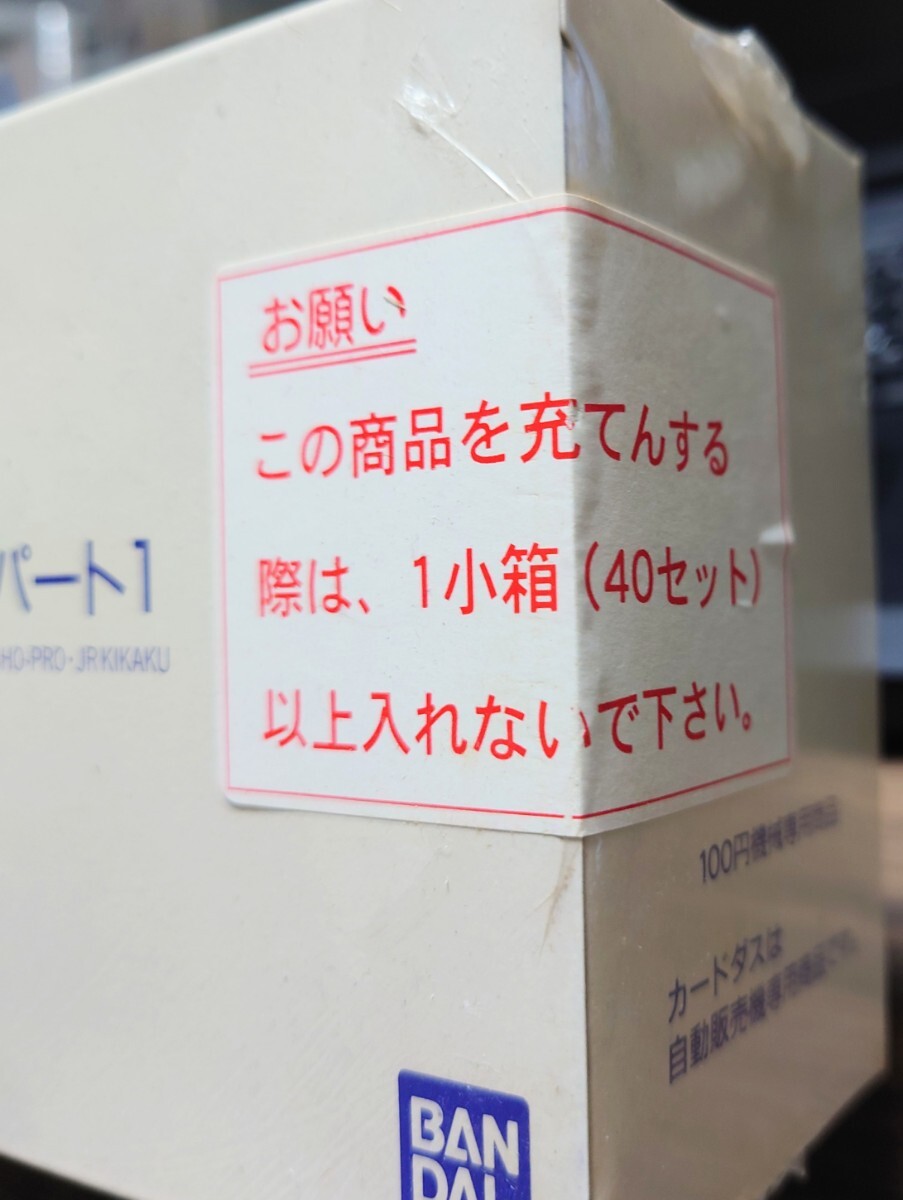 お願い
この商品を充てんする
際は、1小箱（40セット）
以上入れないで下さい。
パート1
HO-PRO・JR KIKAKU
100円機械専用商品
カードダスは
自動販売機専用商品です。
BAN
DAI